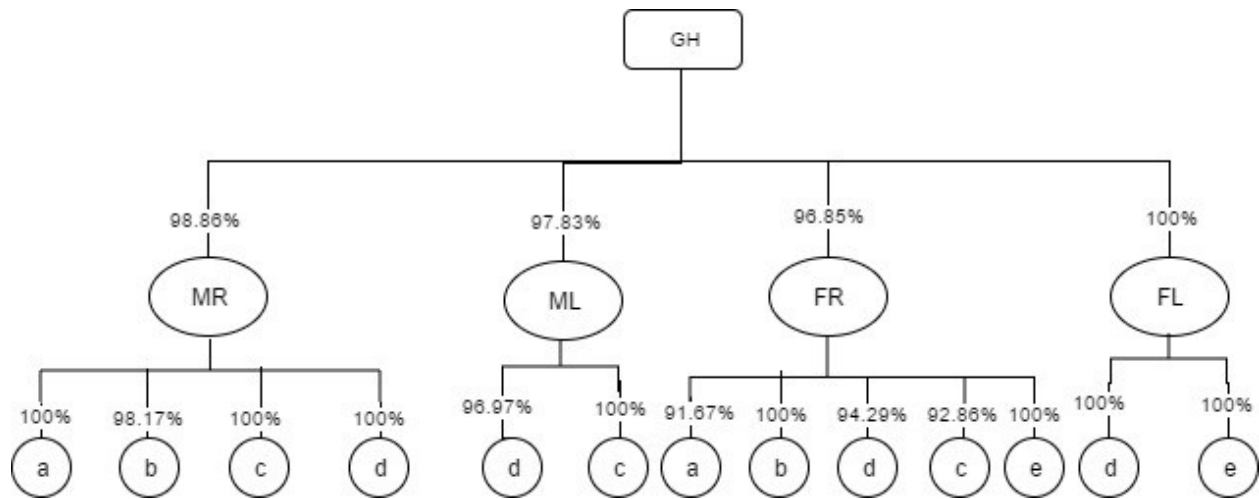 GH
98.86% 97.83% 96.85% 100%
MR ML FR FL
100% 98.17% 100% 100% 96.97% 100% 91.67% 100% 94.29% 92.86% 100% 100% 100%
a b c d d c a b d c e d e